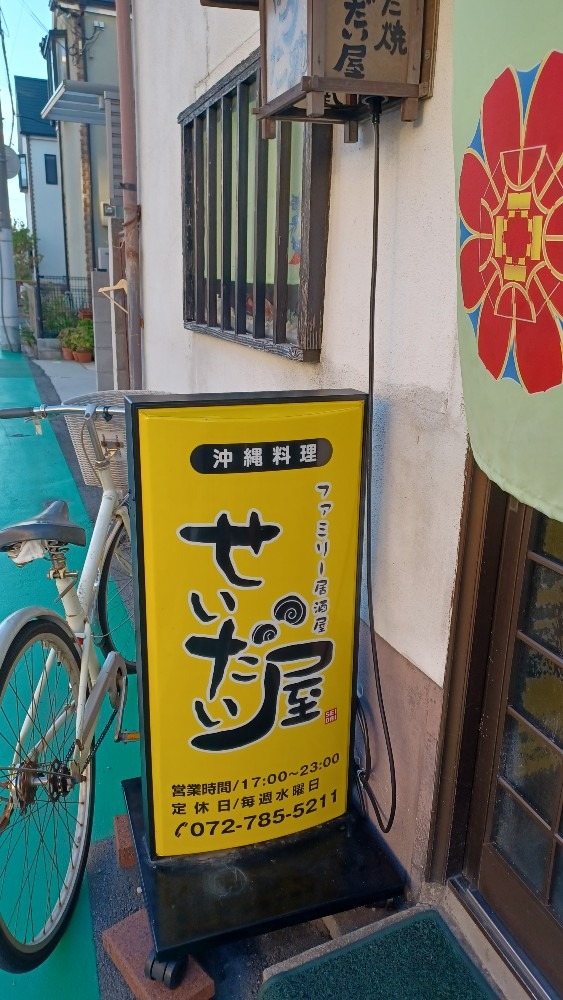 だい屋
た焼
沖縄料理
ファミリー居酒屋
せいだい屋
営業時間/17:00~23:00
定休日/毎週水曜日
072-785-5211